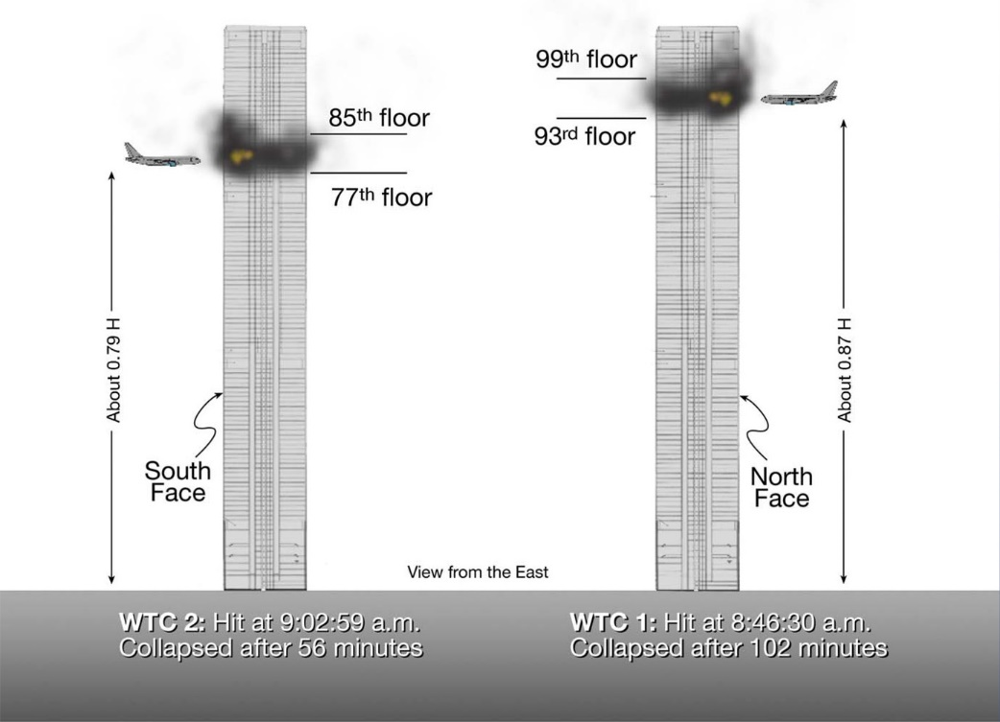 99th floor
93rd floor
85th floor
77th floor
About 0.79 H
About 0.87 H
South
Face
North
Face
View from the East
WTC 2: Hit at 9:02:59 a.m.
Collapsed after 56 minutes
WTC 1: Hit at 8:46:30 a.m.
Collapsed after 102 minutes